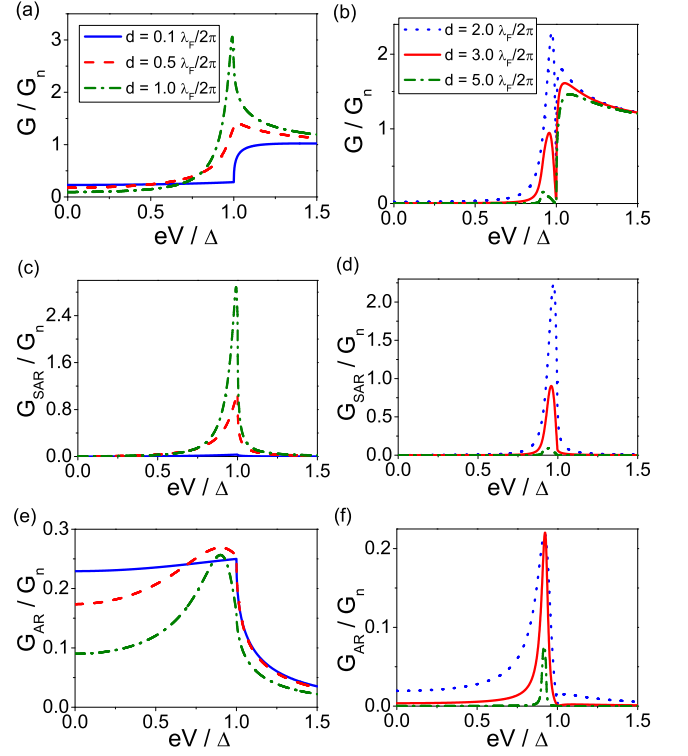 (a)
d = 0.1 λ_F/2π
d = 0.5 λ_F/2π
d = 1.0 λ_F/2π
G / G_n
0 1 2 3
0.0 0.5 1.0 1.5
eV / Δ
(b)
d = 2.0 λ_F/2π
d = 3.0 λ_F/2π
d = 5.0 λ_F/2π
G / G_n
0 1 2
0.0 0.5 1.0 1.5
eV / Δ
(c)
G_SAR / G_n
0.0 0.8 1.6 2.4
0.0 0.5 1.0 1.5
eV / Δ
(d)
G_SAR / G_n
0.0 0.5 1.0 1.5 2.0
0.0 0.5 1.0 1.5
eV / Δ
(e)
G_AR / G_n
0.0 0.1 0.2 0.3
0.0 0.5 1.0 1.5
eV / Δ
(f)
G_AR / G_n
0.0 0.1 0.2
0.0 0.5 1.0 1.5
eV / Δ